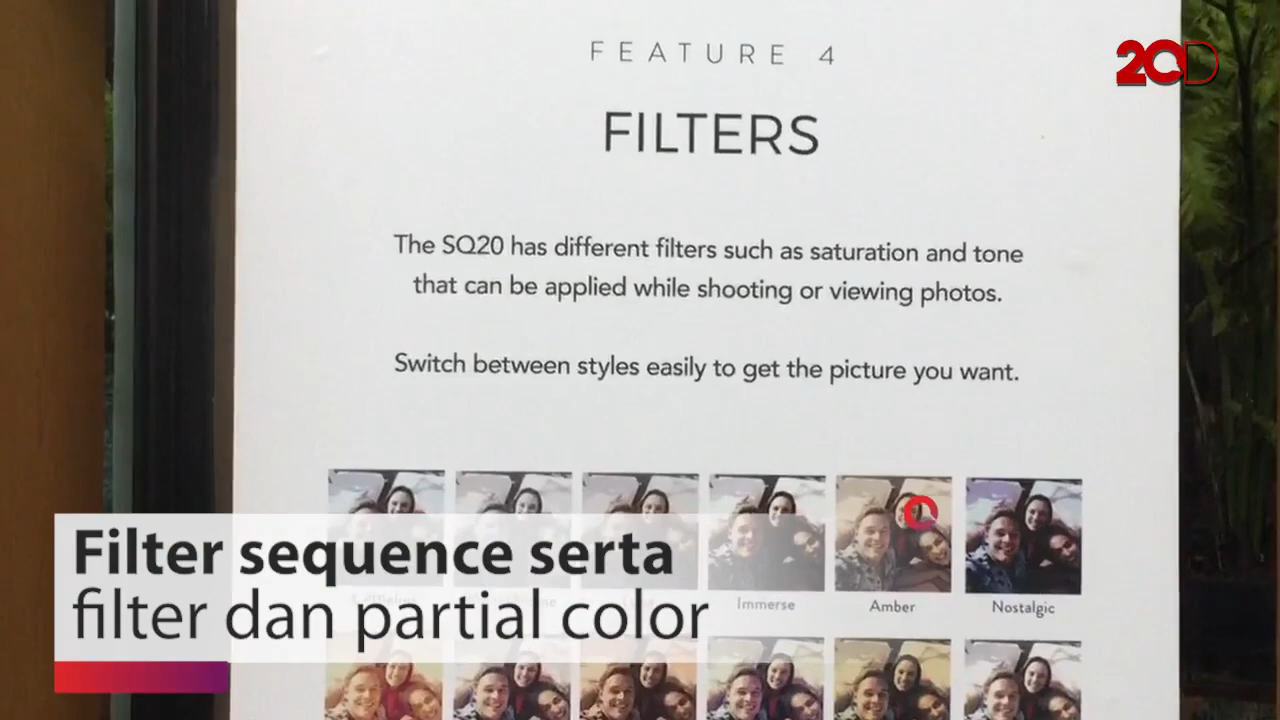 FEATURE 4
20D
FILTERS
The SQ20 has different filters such as saturation and tone
that can be applied while shooting or viewing photos.
Switch between styles easily to get the picture you want.
Filter sequence serta
filter dan partial color
Immerse
Amber
Nostalgic